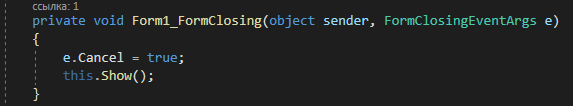 ссылка: 1
private void Form1_FormClosing(object sender, FormClosingEventArgs e)
{
e.Cancel = true;
this.Show();
}